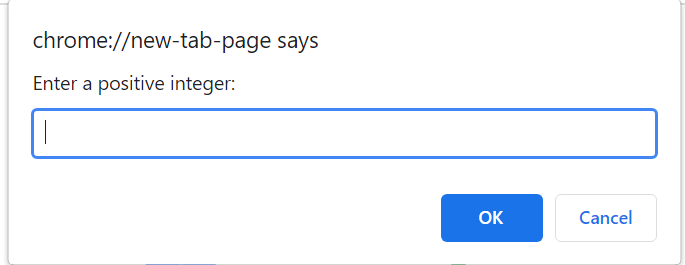 chrome://new-tab-page says
Enter a positive integer:
OK Cancel